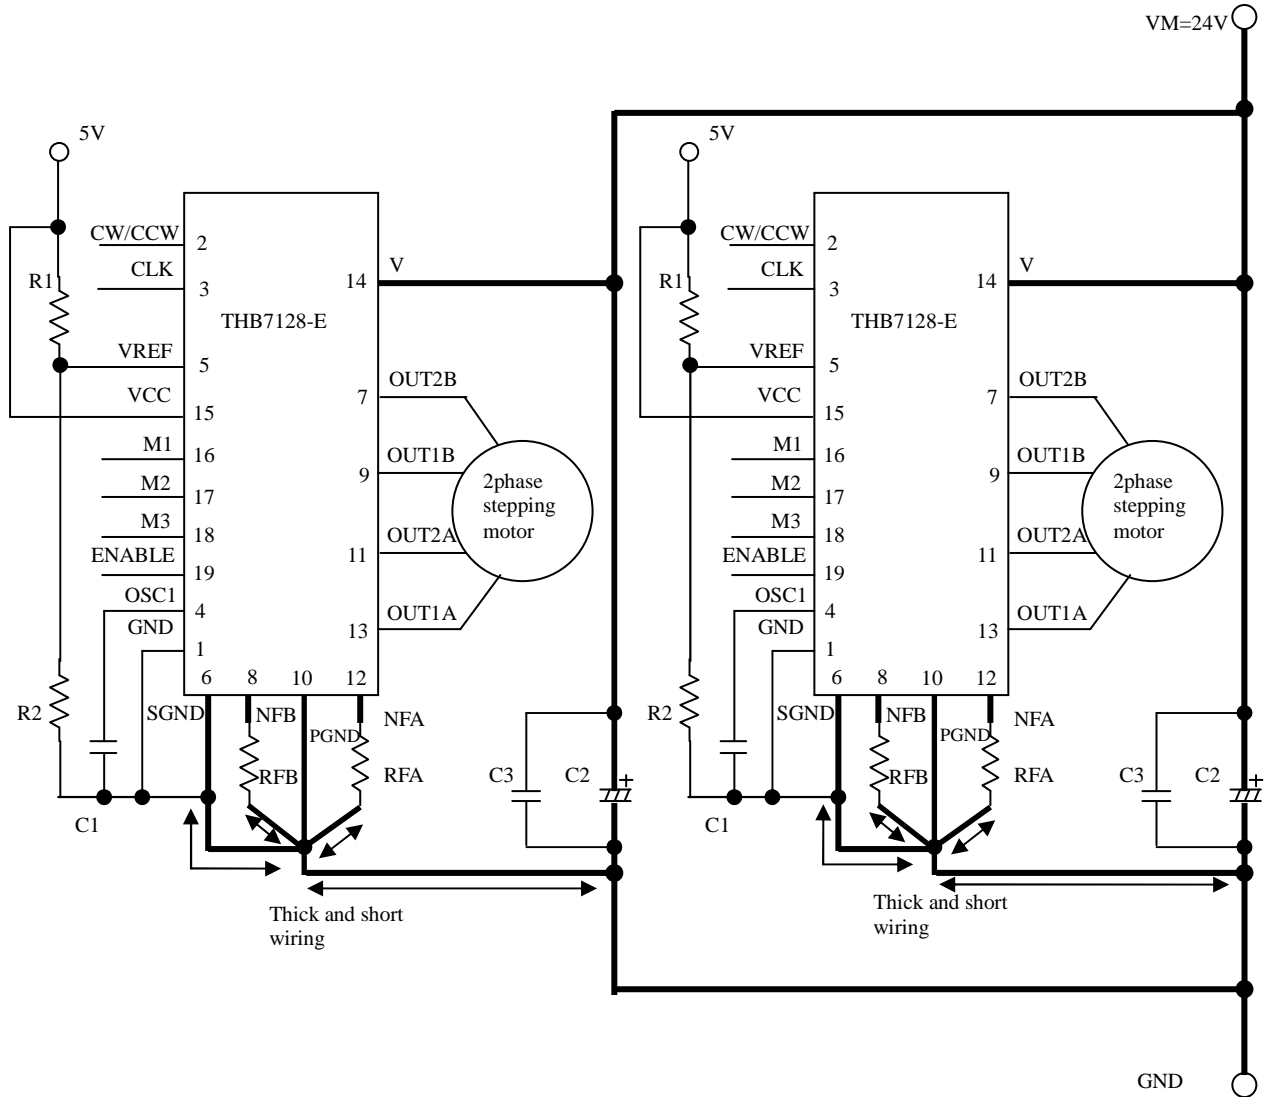 VM=24V
5V
CW/CCW
2
CLK
3
R1
THB7128-E
V
14
VREF
5
VCC
15
OUT2B
7
M1
16
OUT1B
9
2phase
stepping
motor
M2
17
M3
18
OUT2A
11
ENABLE
19
OSC1
4
OUT1A
13
GND
1
6
8
10
12
R2
SGND
NFB
NFA
PGND
RFB
RFA
C3
C2
+
C1
Thick and short
wiring
5V
CW/CCW
2
CLK
3
R1
THB7128-E
V
14
VREF
5
VCC
15
OUT2B
7
M1
16
OUT1B
9
2phase
stepping
motor
M2
17
M3
18
OUT2A
11
ENABLE
19
OSC1
4
OUT1A
13
GND
1
6
8
10
12
R2
SGND
NFB
NFA
PGND
RFB
RFA
C3
C2
+
C1
Thick and short
wiring
GND